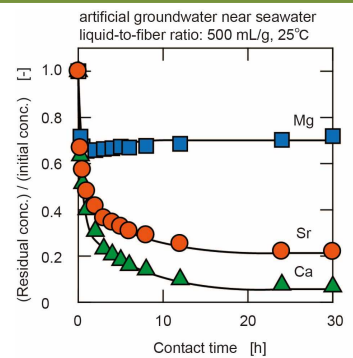 artificial groundwater near seawater
liquid-to-fiber ratio: 500 mL/g, 25℃
(Residual conc.) / (initial conc.) [-]
1.0
0.8
0.6
0.4
0.2
0
Mg
Sr
Ca
0 10 20 30
Contact time [h]